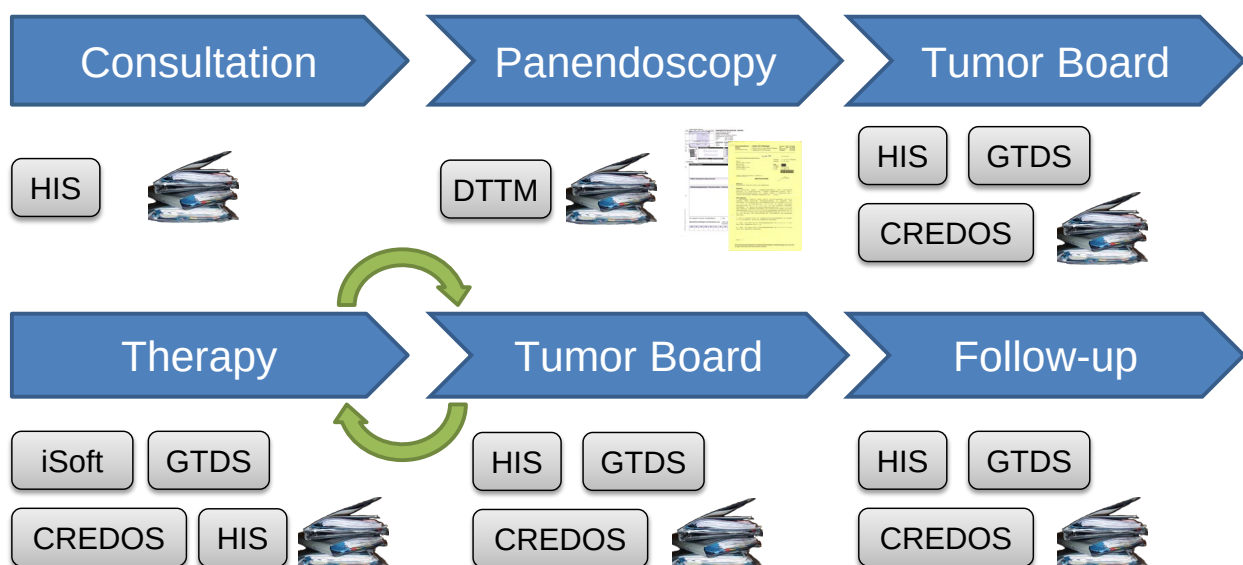 Consultation
Panendoscopy
Tumor Board
HIS
DTTM
HIS
GTDS
CREDOS
Therapy
Tumor Board
Follow-up
iSoft
GTDS
CREDOS
HIS
HIS
GTDS
CREDOS
HIS
GTDS
CREDOS